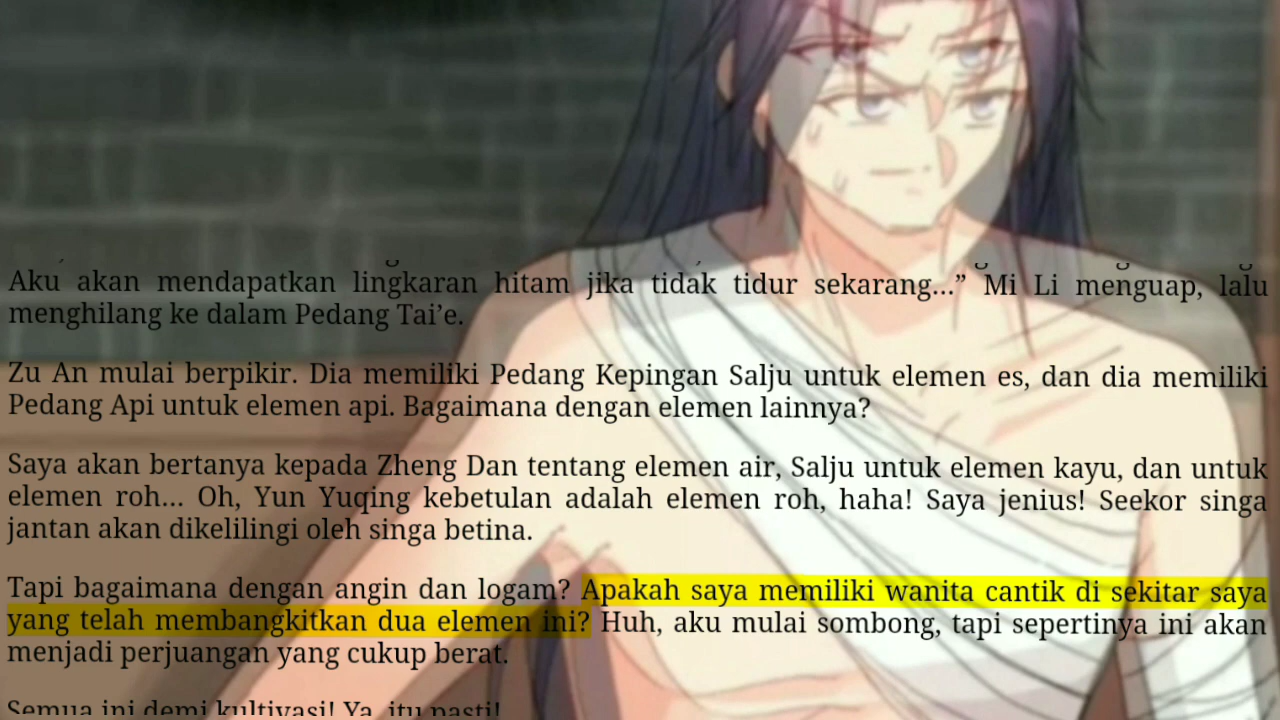 Aku akan mendapatkan lingkaran hitam jika tidak tidur sekarang...” Mi Li menguap, lalu
menghilang ke dalam Pedang Tai’e.
Zu An mulai berpikir. Dia memiliki Pedang Kepingan Salju untuk elemen es, dan dia memiliki
Pedang Api untuk elemen api. Bagaimana dengan elemen lainnya?
Saya akan bertanya kepada Zheng Dan tentang elemen air, Salju untuk elemen kayu, dan untuk
elemen roh... Oh, Yun Yuqing kebetulan adalah elemen roh, haha! Saya jenius! Seekor singa
jantan akan dikelilingi oleh singa betina.
Tapi bagaimana dengan angin dan logam? Apakah saya memiliki wanita cantik di sekitar saya
yang telah membangkitkan dua elemen ini? Huh, aku mulai sombong, tapi sepertinya ini akan
menjadi perjuangan yang cukup berat.
Semua ini demi kultivasi! Ya, itu pasti!